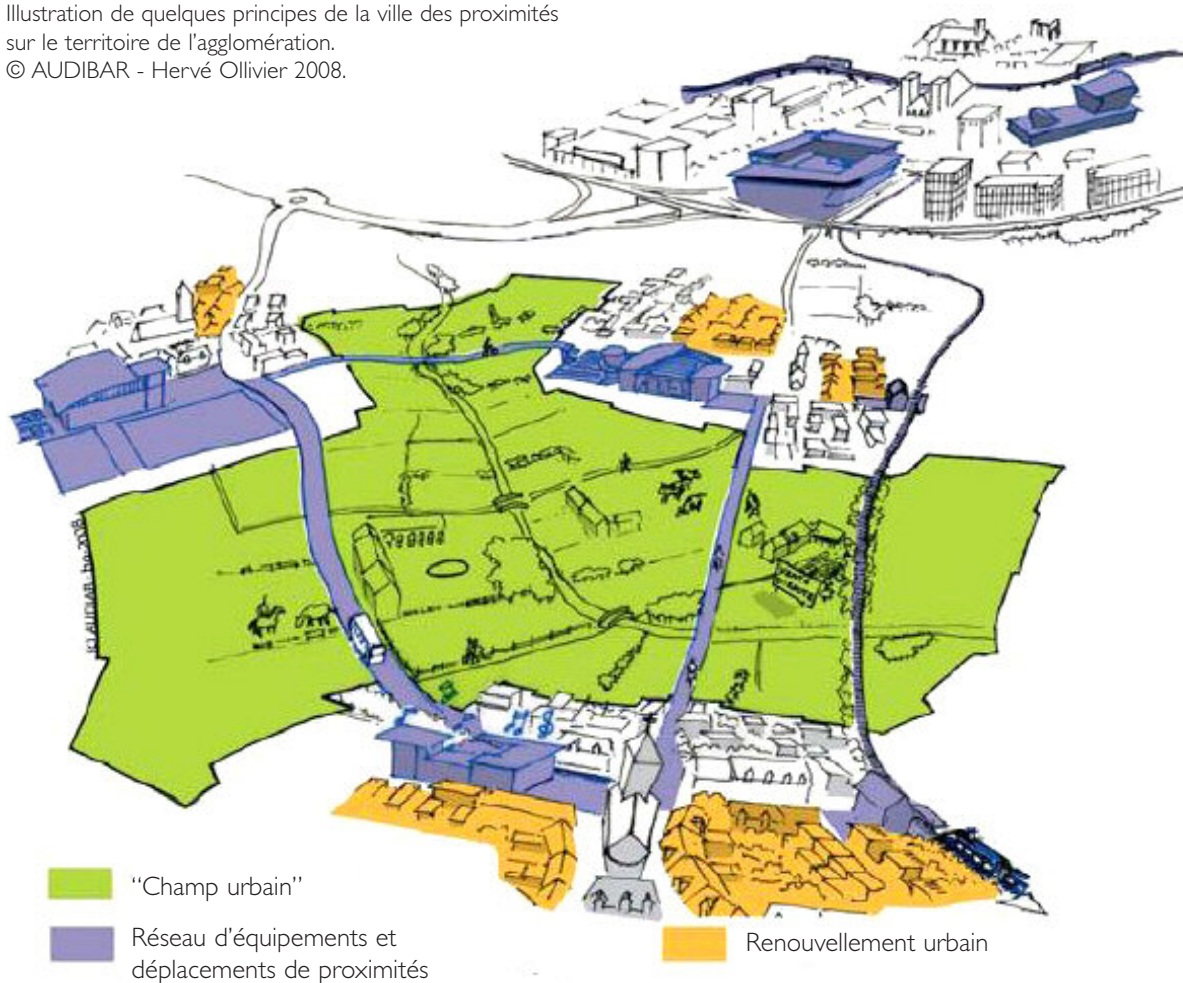 Illustration de quelques principes de la ville des proximités
sur le territoire de l'agglomération.
© AUDIBAR - Hervé Ollivier 2008.
"Champ urbain"
Réseau d'équipements et
déplacements de proximités
Renouvellement urbain